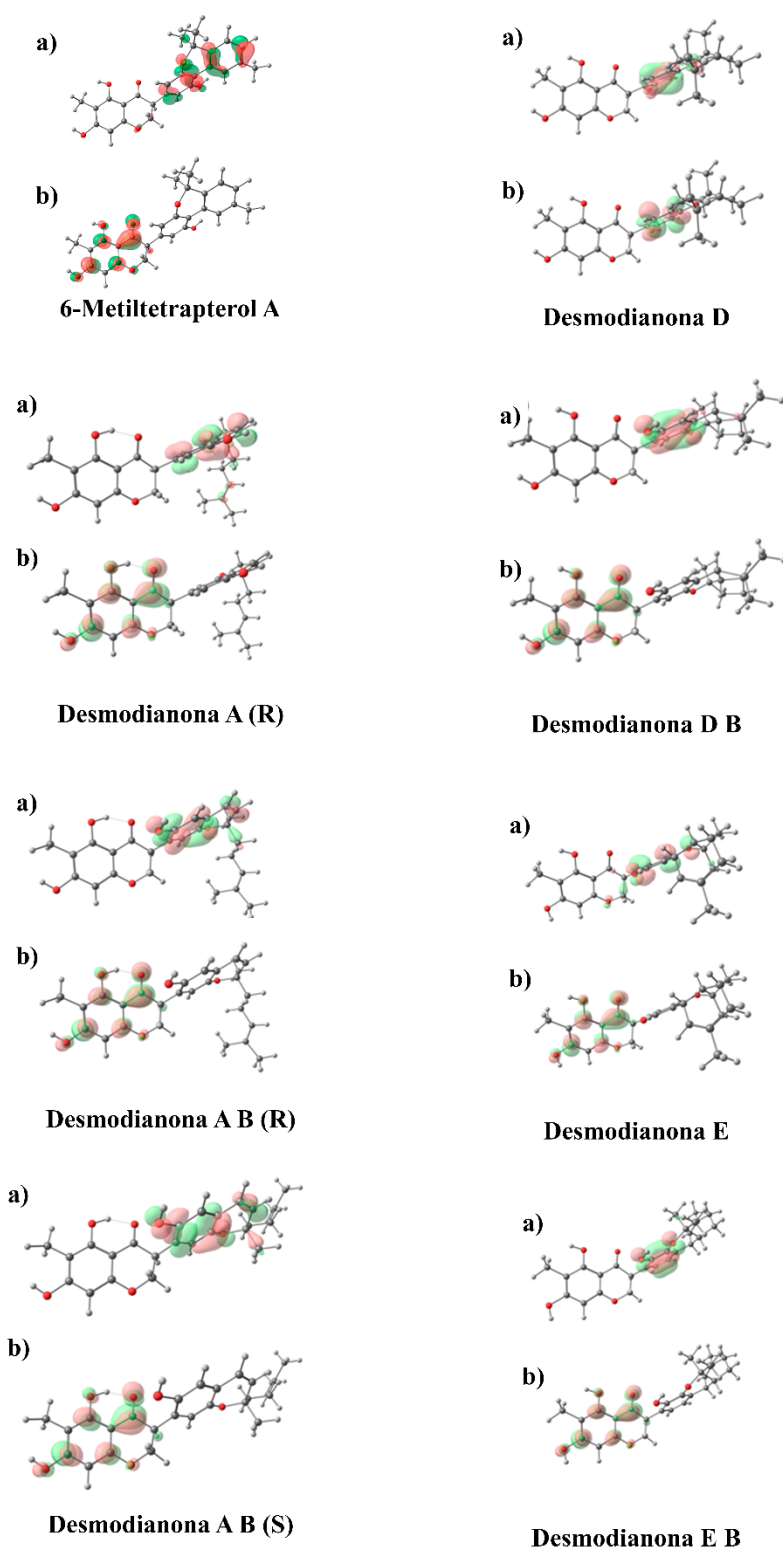 a)
b)
6-Metiltetrapterol A
a)
b)
Desmodianona D
a)
b)
Desmodianona A (R)
a)
b)
Desmodianona D B
a)
b)
Desmodianona A B (R)
a)
b)
Desmodianona E
a)
b)
Desmodianona A B (S)
a)
b)
Desmodianona E B